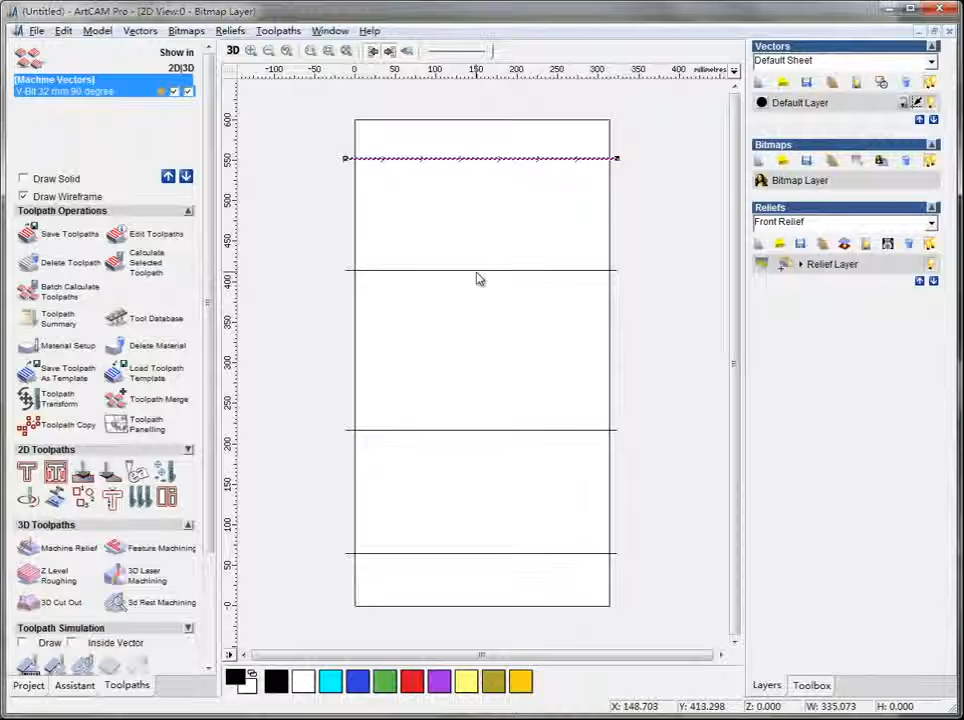 (Untitled) - ArtCAM Pro - [2D View:0 - Bitmap Layer]
File Edit Model Vectors Bitmaps Reliefs Toolpaths Window Help
Show in
2D|3D
[Machine Vectors]
V-Bit 32 mm 90 degree
Draw Solid
Draw Wireframe
Toolpath Operations
Save Toolpaths
Edit Toolpaths
Delete Toolpath
Calculate
Selected
Toolpath
Batch Calculate
Toolpaths
Toolpath
Summary
Tool Database
Material Setup
Delete Material
Save Toolpath
As Template
Load Toolpath
Template
Toolpath
Transform
Toolpath Merge
Toolpath Copy
Toolpath
Panelling
2D Toolpaths
3D Toolpaths
Machine Relief
Feature Machining
Z Level
Roughing
3D Laser
Machining
3D Cut Out
3d Rest Machining
Toolpath Simulation
Draw
Inside Vector
Project Assistant Toolpaths
3D
-100 -50 0 50 100 150 200 250 300 350 400 millimetres
600
550
500
450
400
350
300
250
200
150
100
50
-0
Vectors
Default Sheet
Default Layer
Bitmaps
Bitmap Layer
Reliefs
Front Relief
Relief Layer
Layers Toolbox
X: 148.703 Y: 413.298 Z: 0.000 W: 335.073 H: 0.000